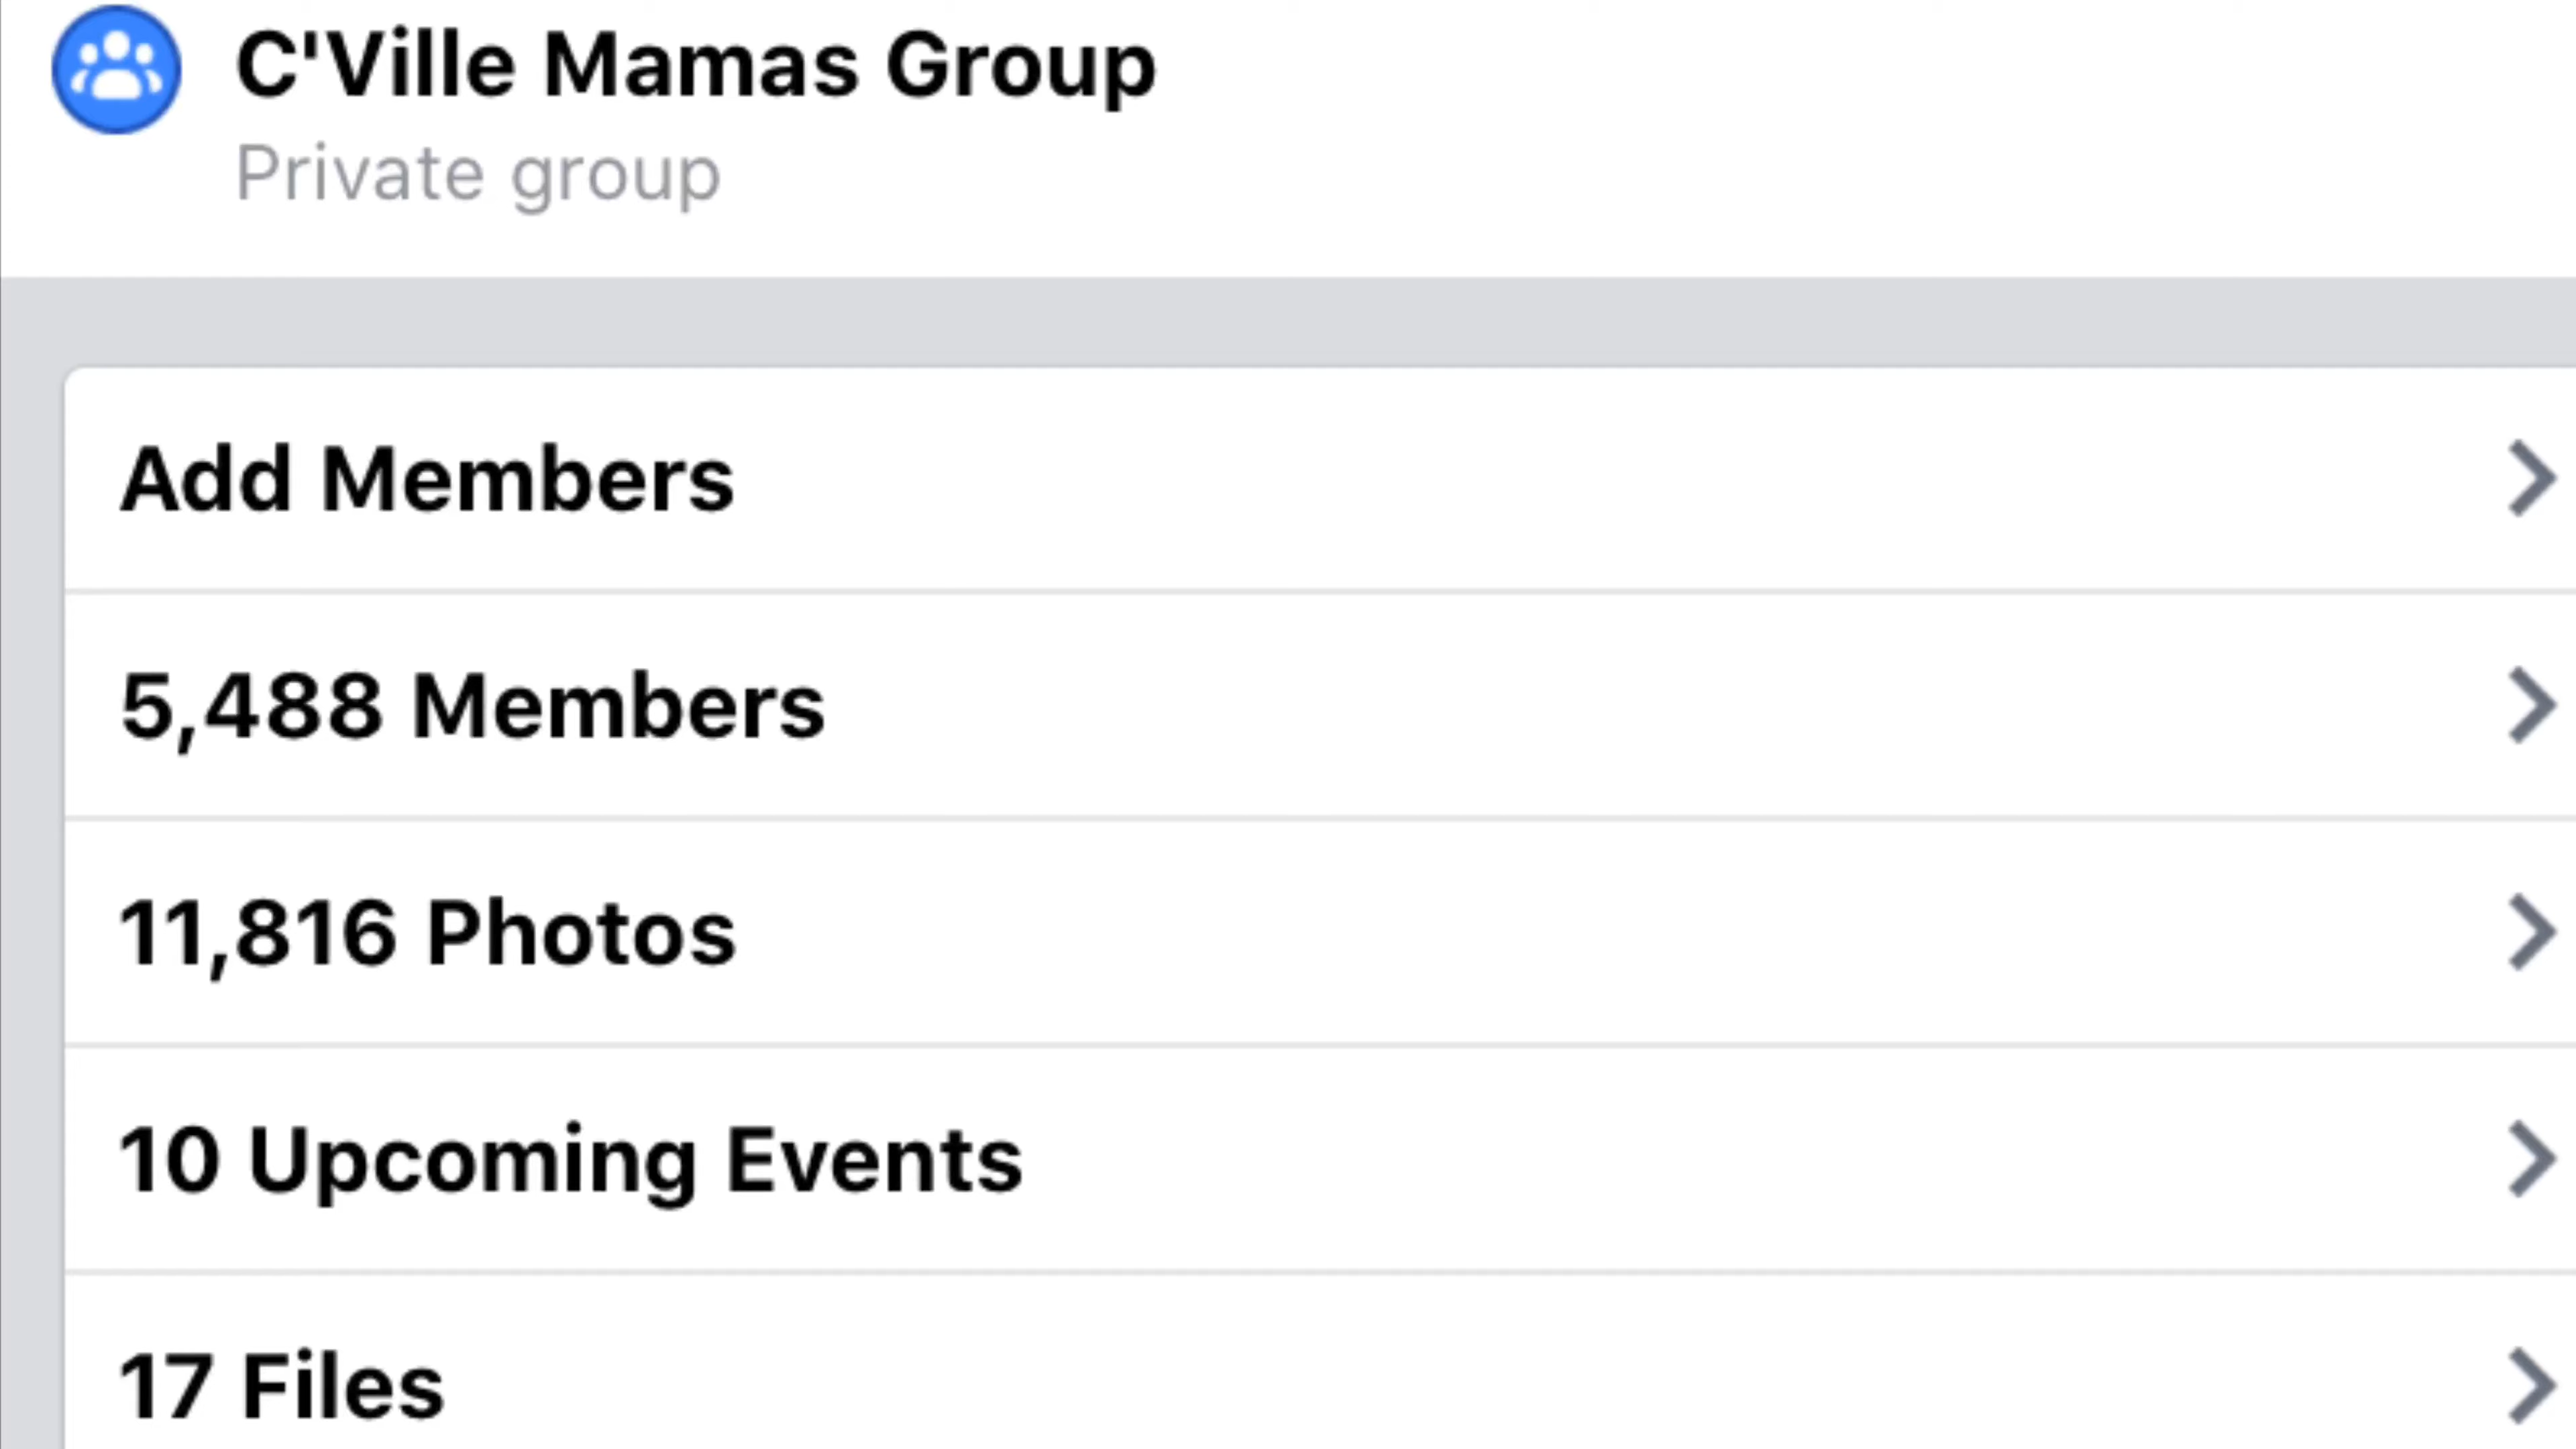 C'Ville Mamas Group
Private group
Add Members
5,488 Members
11,816 Photos
10 Upcoming Events
17 Files